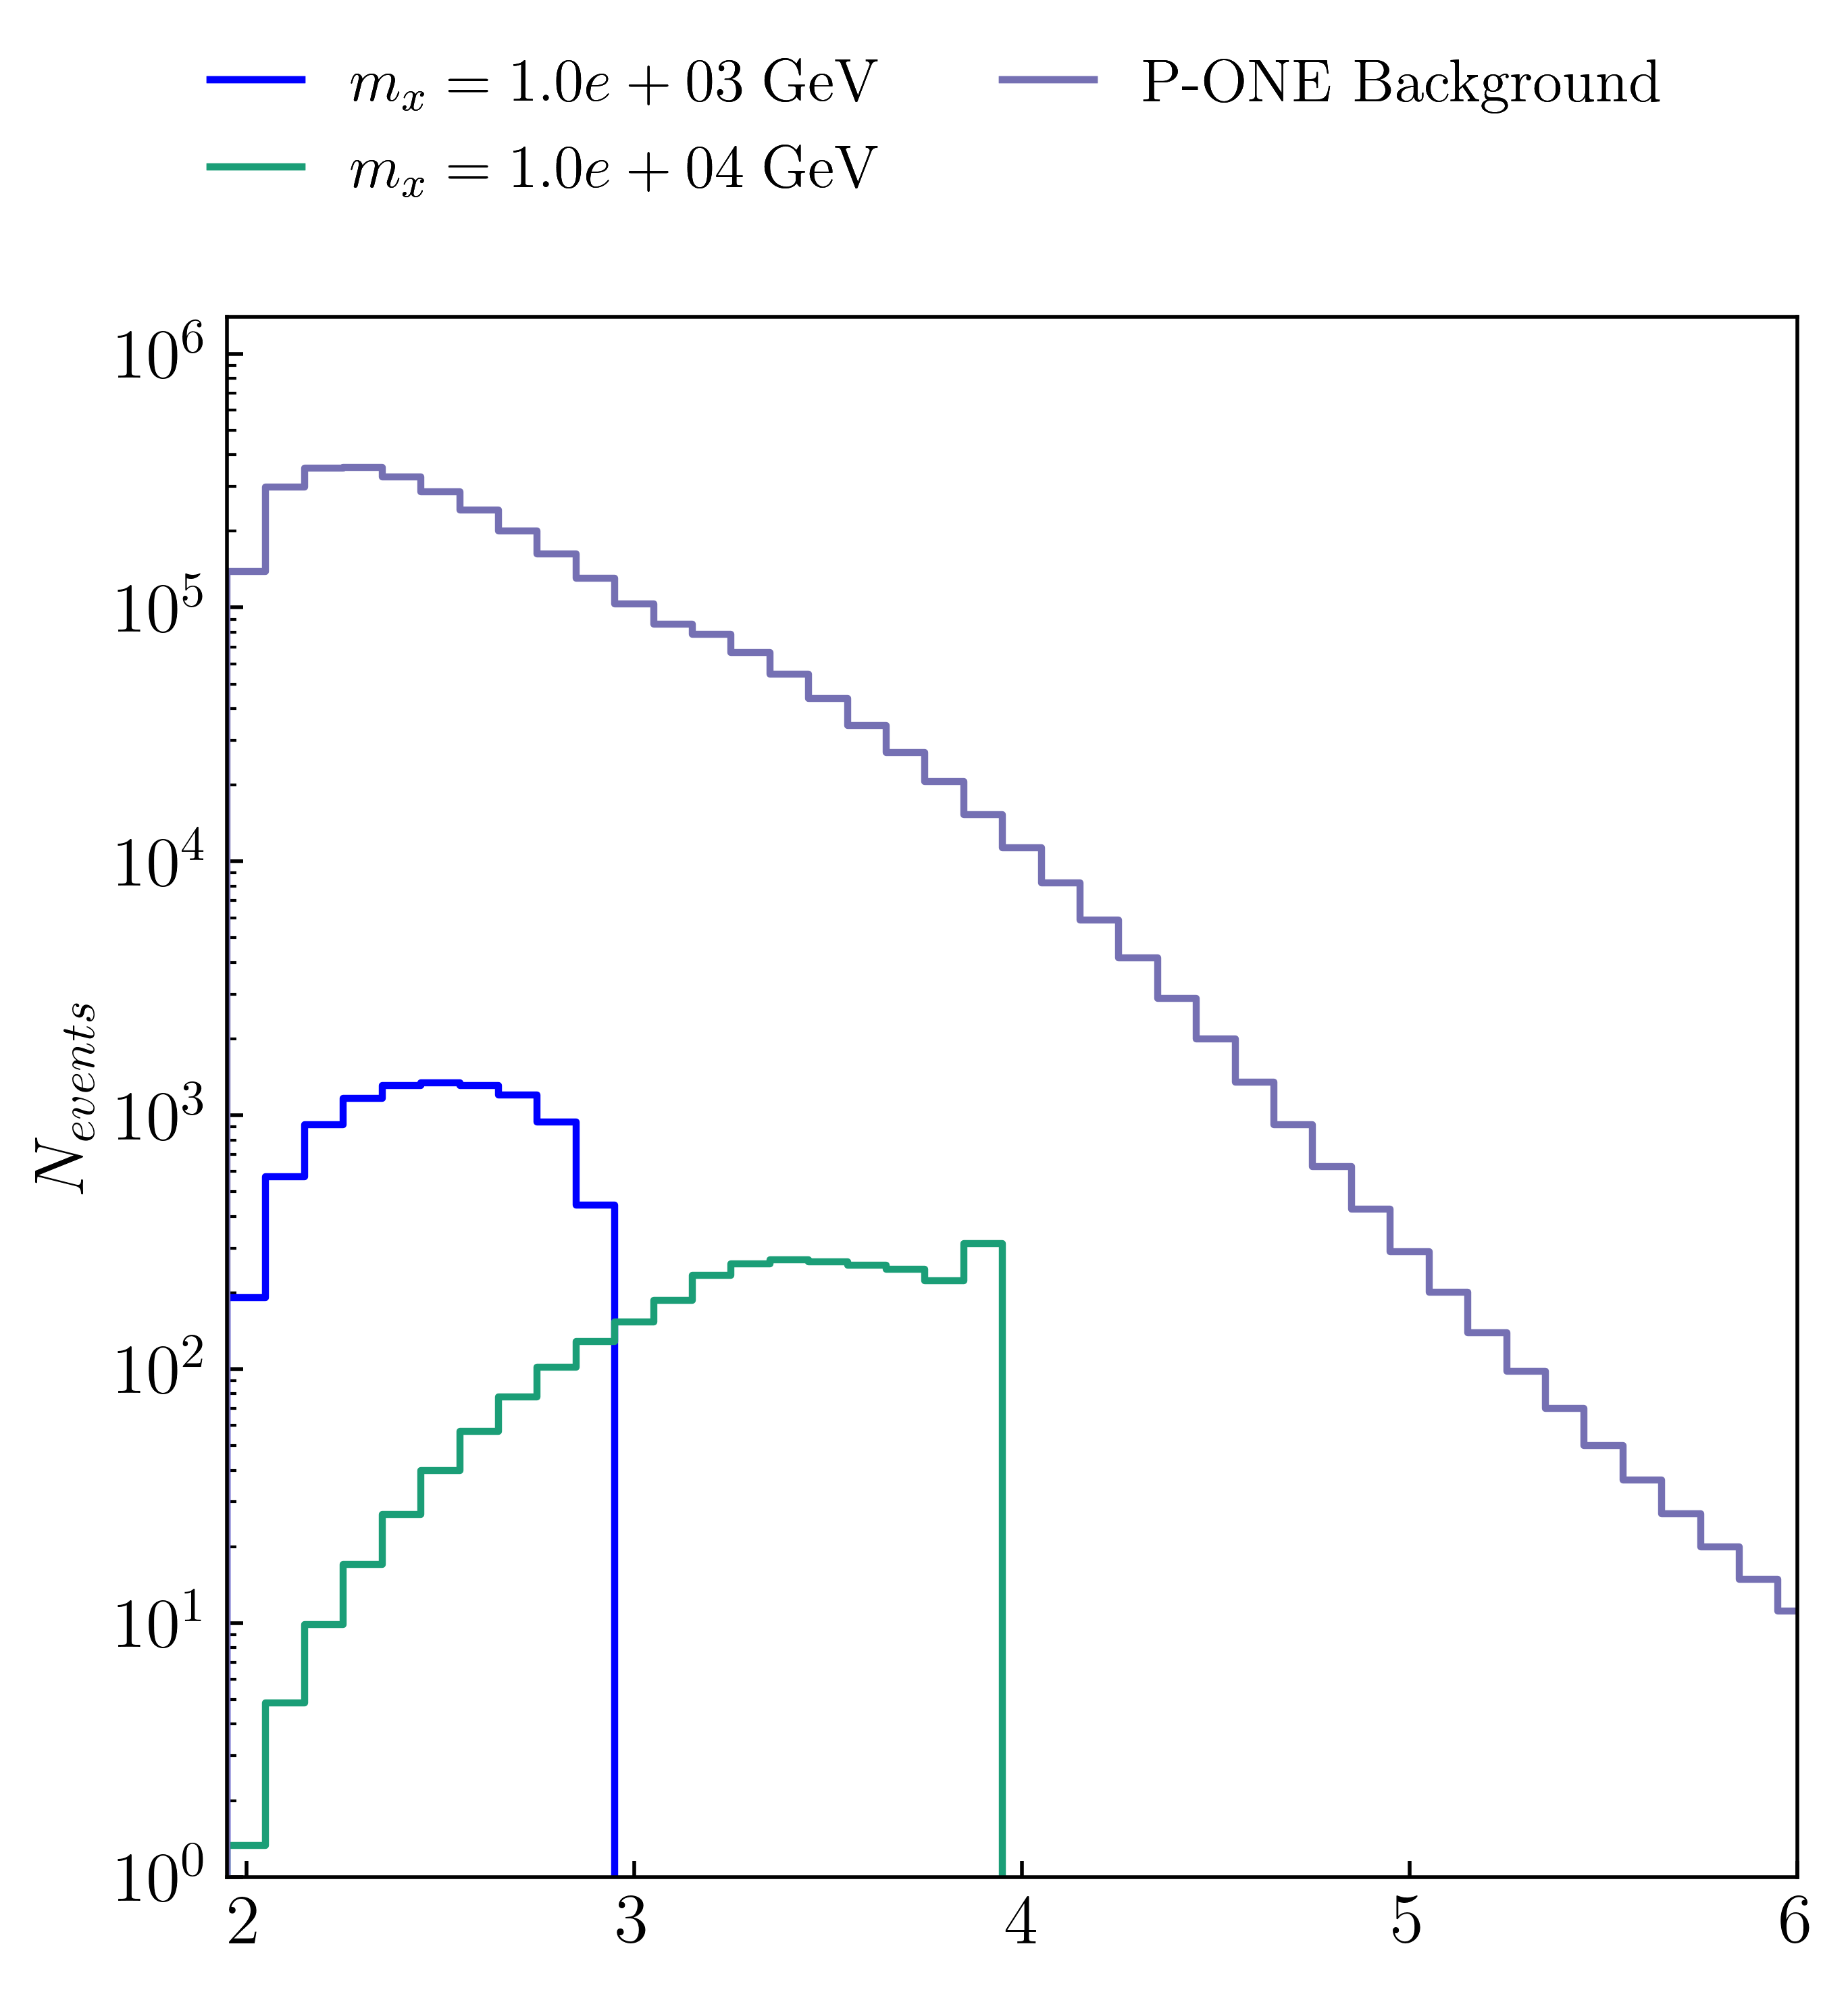 m_x = 1.0e + 03 GeV
P-ONE Background
m_x = 1.0e + 04 GeV
N_events
10^6
10^5
10^4
10^3
10^2
10^1
10^0
2 3 4 5 6